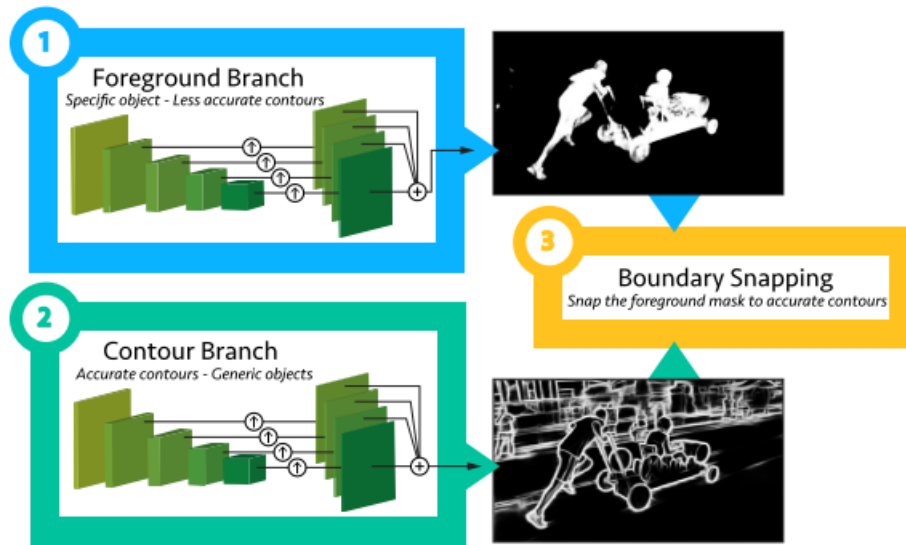 1
Foreground Branch
Specific object - Less accurate contours
2
Contour Branch
Accurate contours - Generic objects
3
Boundary Snapping
Snap the foreground mask to accurate contours